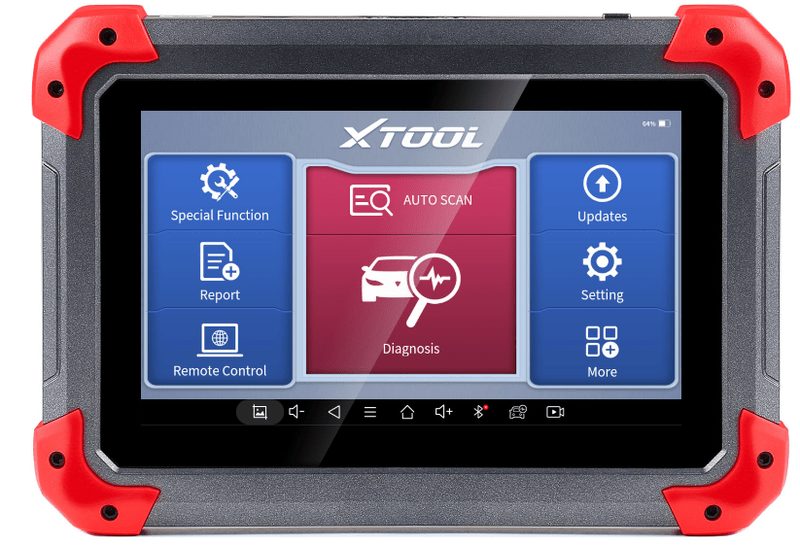 XTOOL
64%
Special Function
AUTO SCAN
Updates
Report
Diagnosis
Setting
Remote Control
More